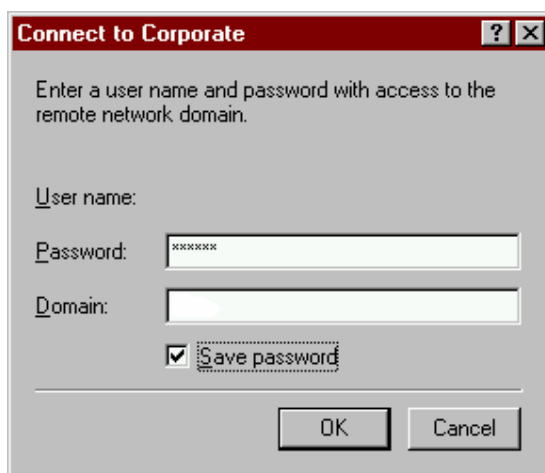 Connect to Corporate
Enter a user name and password with access to the
remote network domain.
User name:
Password: ******
Domain:
Save password
OK Cancel